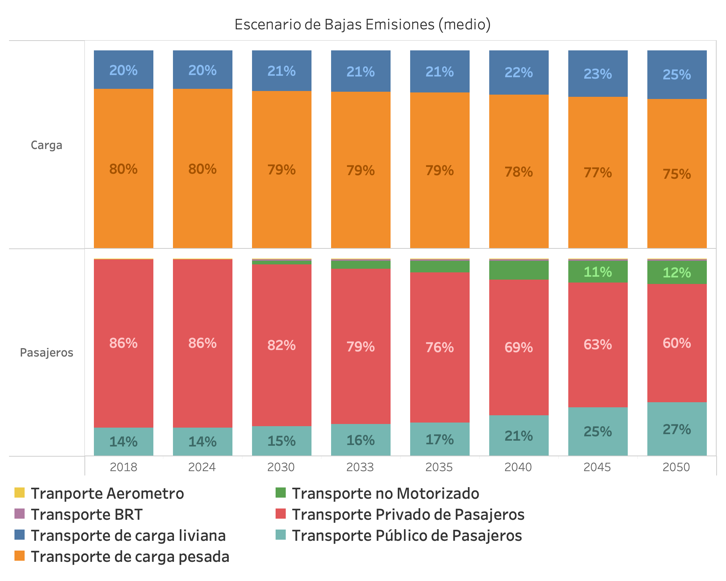 Escenario de Bajas Emisiones (medio)
Carga
20% 20% 21% 21% 21% 22% 23% 25%
80% 80% 79% 79% 79% 78% 77% 75%
Pasajeros
11% 12%
86% 86% 82% 79% 76% 69% 63% 60%
14% 14% 15% 16% 17% 21% 25% 27%
2018 2024 2030 2033 2035 2040 2045 2050
Tranporte Aerometro
Transporte BRT
Transporte de carga liviana
Transporte de carga pesada
Transporte no Motorizado
Transporte Privado de Pasajeros
Transporte Público de Pasajeros